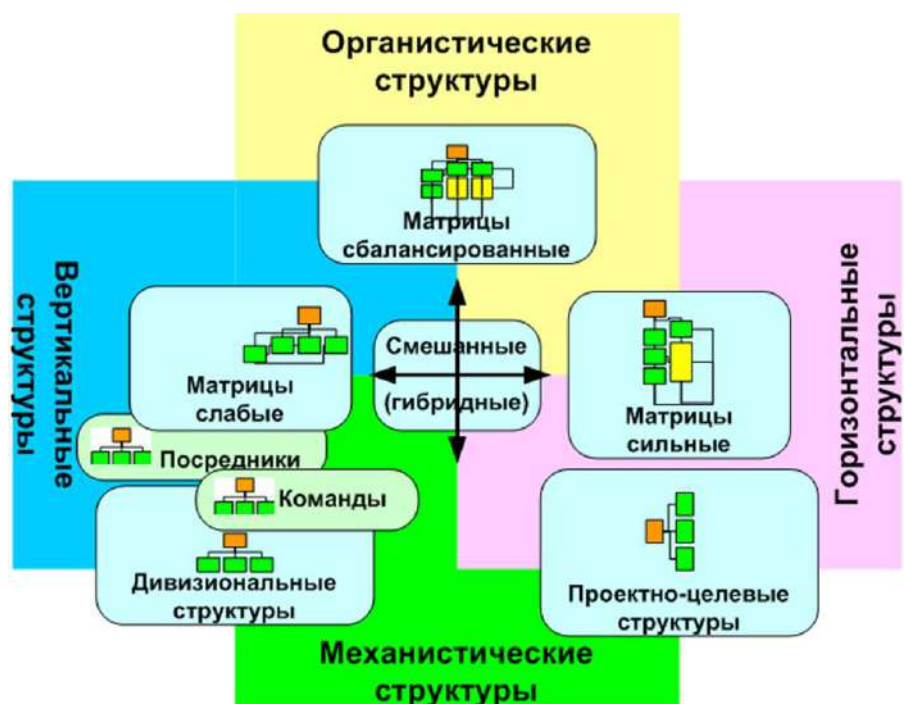 Органистические
структуры
Матрицы
сбалансированные
Вертикальные
структуры
Горизонтальные
структуры
Смешанные
(гибридные)
Матрицы
слабые
Матрицы
сильные
Посредники
Команды
Дивизиональные
структуры
Проектно-целевые
структуры
Механистические
структуры